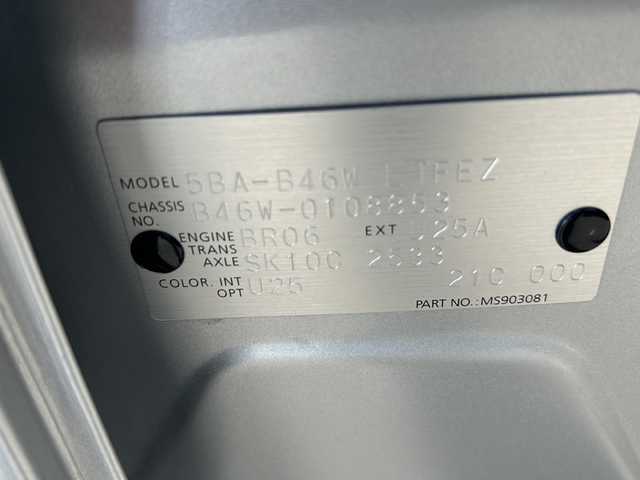 MODEL 5BA-B46W LTFEZ
CHASSIS NO. B46W-0108853
ENGINE BR06 EXT U25A
TRANS AXLE SK10C 2533
COLOR. INT OPT U25 21C 000
PART NO.: MS903081